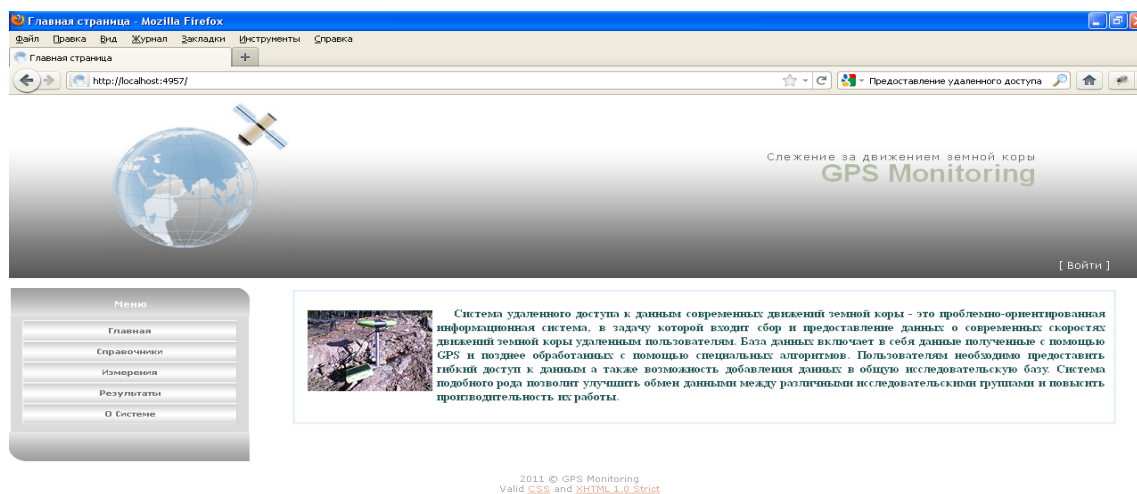 Главная страница - Mozilla Firefox
Файл Правка Вид Журнал Закладки Инструменты Справка
Главная страница
http://localhost:4957/
Предоставление удаленного доступа
Слежение за движением земной коры
GPS Monitoring
[ Войти ]
Меню
Главная
Справочники
Измерения
Результаты
О Системе
Система удаленного доступа к данным современных движений земной коры - это проблемно-ориентированная
информационная система, в задачу которой входит сбор и предоставление данных о современных скоростях
движений земной коры удаленным пользователям. База данных включает в себя данные полученные с помощью
GPS и позднее обработанных с помощью специальных алгоритмов. Пользователям необходимо предоставить
гибкий доступ к данным а также возможность добавления данных в общую исследовательскую базу. Система
подобного рода позволит улучшить обмен данными между различными исследовательскими группами и повысить
производительность их работы.
2011 © GPS Monitoring
Valid CSS and XHTML 1.0 Strict